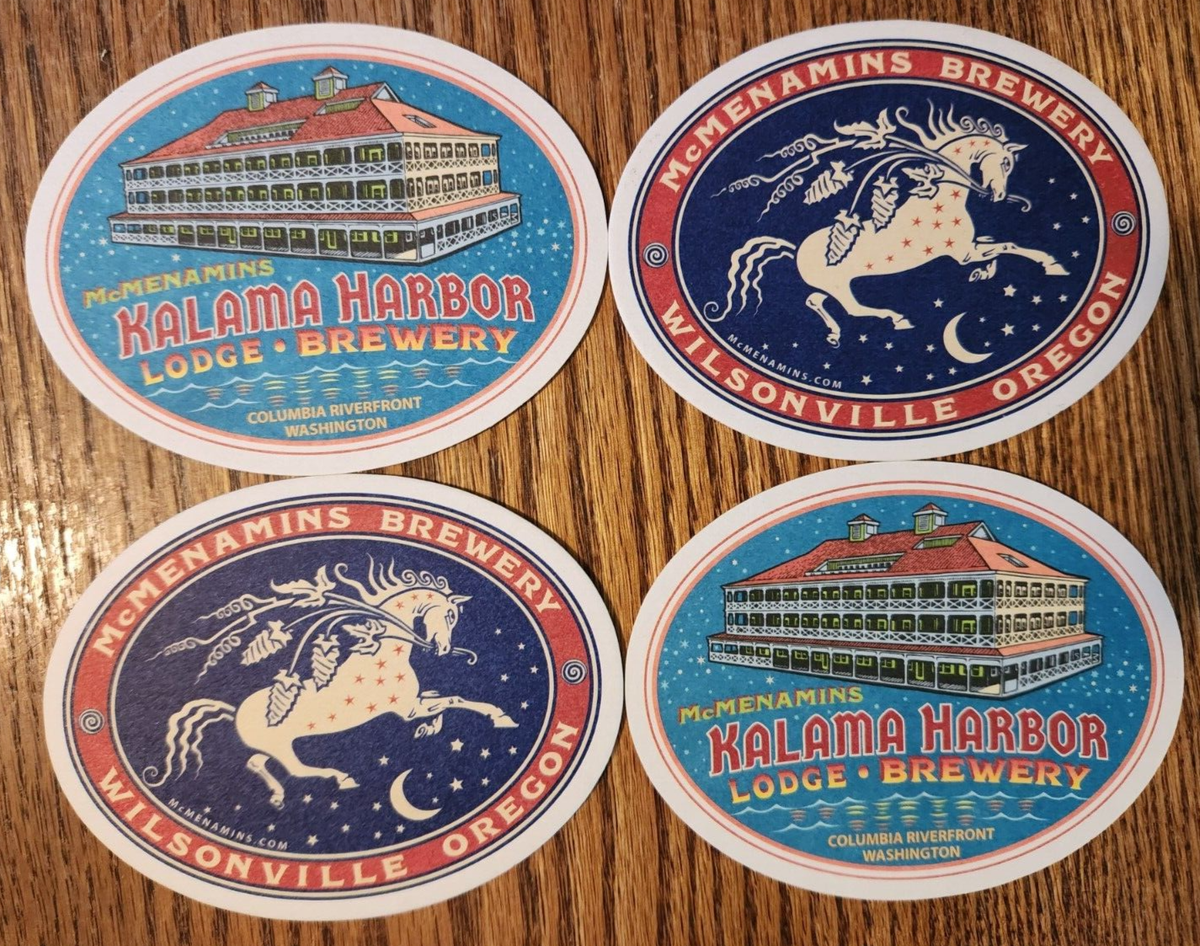 McMENAMINS
KALAMA HARBOR
LODGE • BREWERY
COLUMBIA RIVERFRONT
WASHINGTON
McMENAMINS BREWERY
McMENAMINS.COM
WILSONVILLE OREGON
McMENAMINS BREWERY
McMENAMINS.COM
WILSONVILLE OREGON
McMENAMINS
KALAMA HARBOR
LODGE • BREWERY
COLUMBIA RIVERFRONT
WASHINGTON